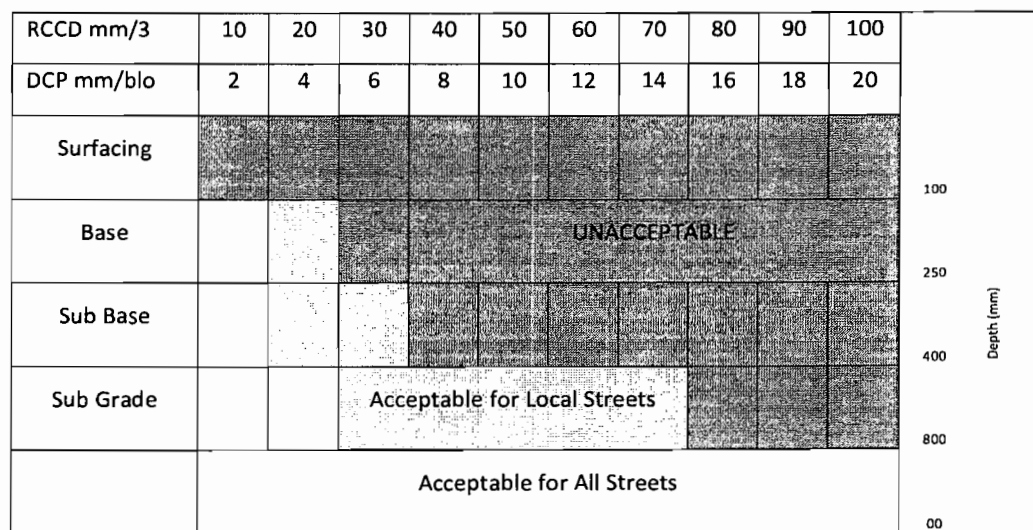 RCCD mm/3 10 20 30 40 50 60 70 80 90 100
DCP mm/blo 2 4 6 8 10 12 14 16 18 20
Surfacing
100
Base UNACCEPTABLE
250
Sub Base
Depth (mm)
400
Sub Grade Acceptable for Local Streets
800
Acceptable for All Streets
00